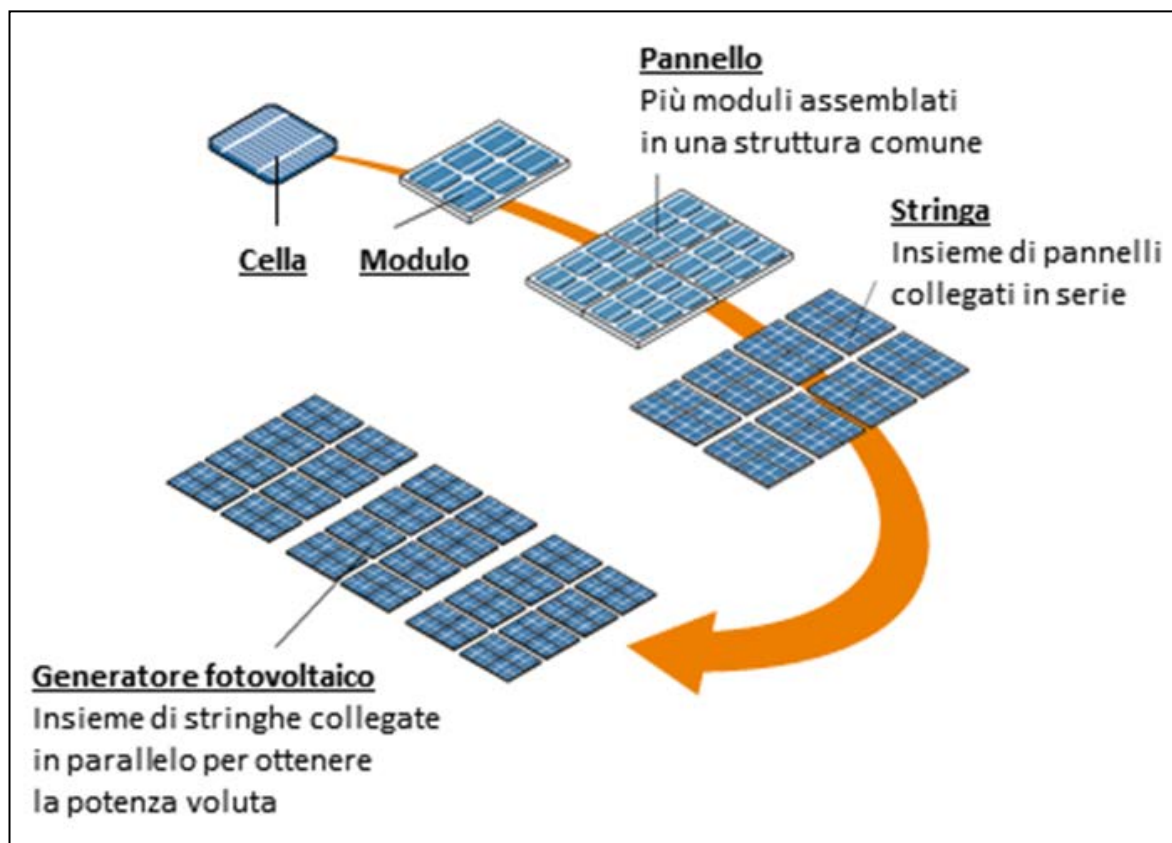 Pannello
Più moduli assemblati
in una struttura comune
Stringa
Insieme di pannelli
collegati in serie
Cella
Modulo
Generatore fotovoltaico
Insieme di stringhe collegate
in parallelo per ottenere
la potenza voluta